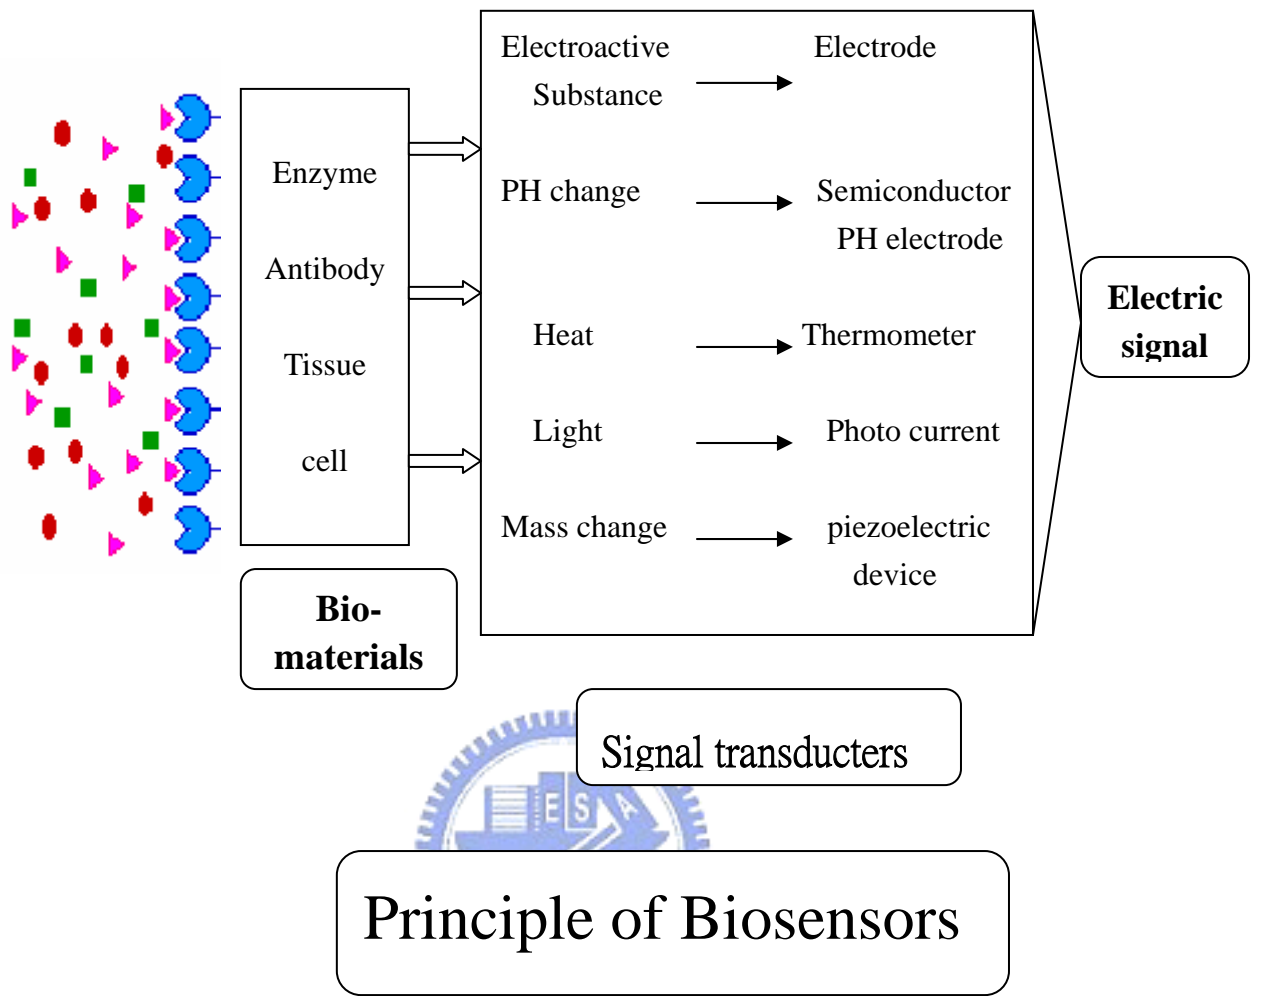 Enzyme
Antibody
Tissue
cell
Bio-
materials
Electroactive
Substance
Electrode
PH change
Semiconductor
PH electrode
Heat
Thermometer
Light
Photo current
Mass change
piezoelectric
device
Electric
signal
Signal transducters
E S A
Principle of Biosensors